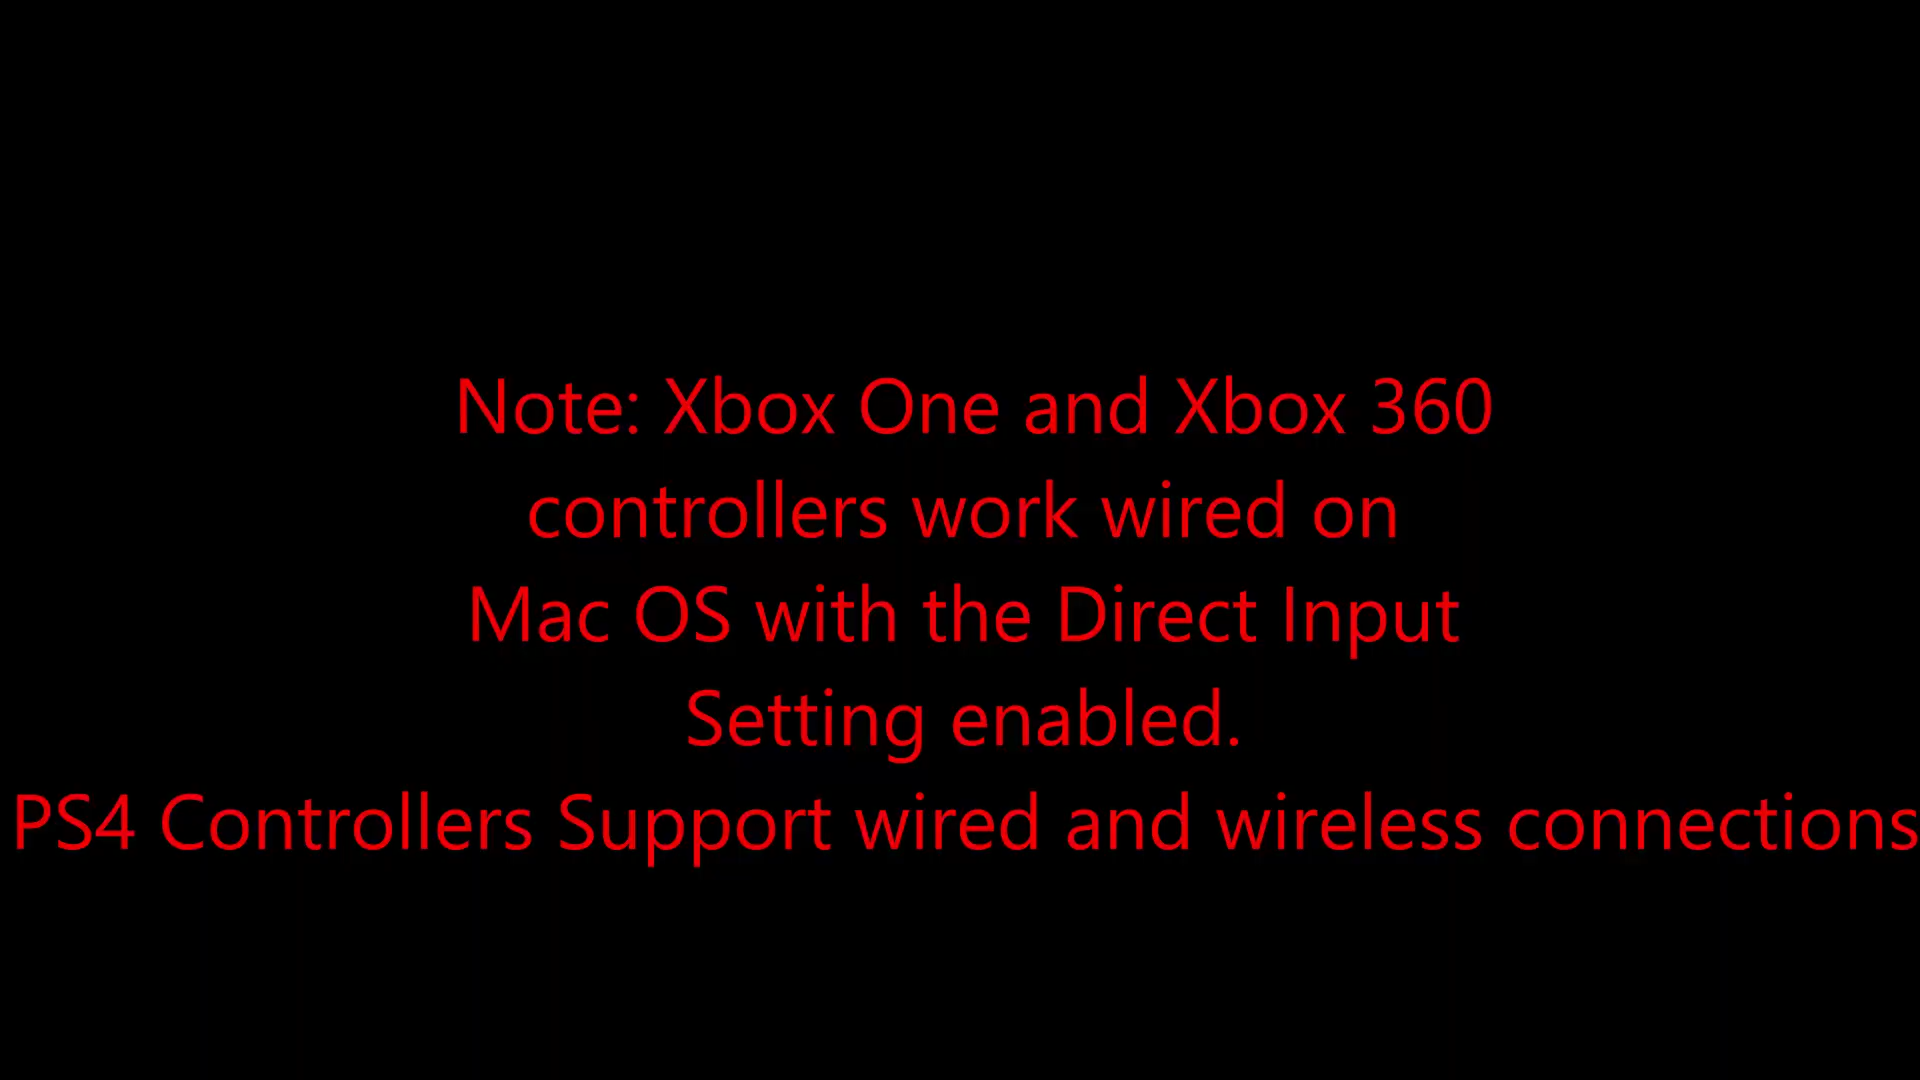 Note: Xbox One and Xbox 360
controllers work wired on
Mac OS with the Direct Input
Setting enabled.
PS4 Controllers Support wired and wireless connections